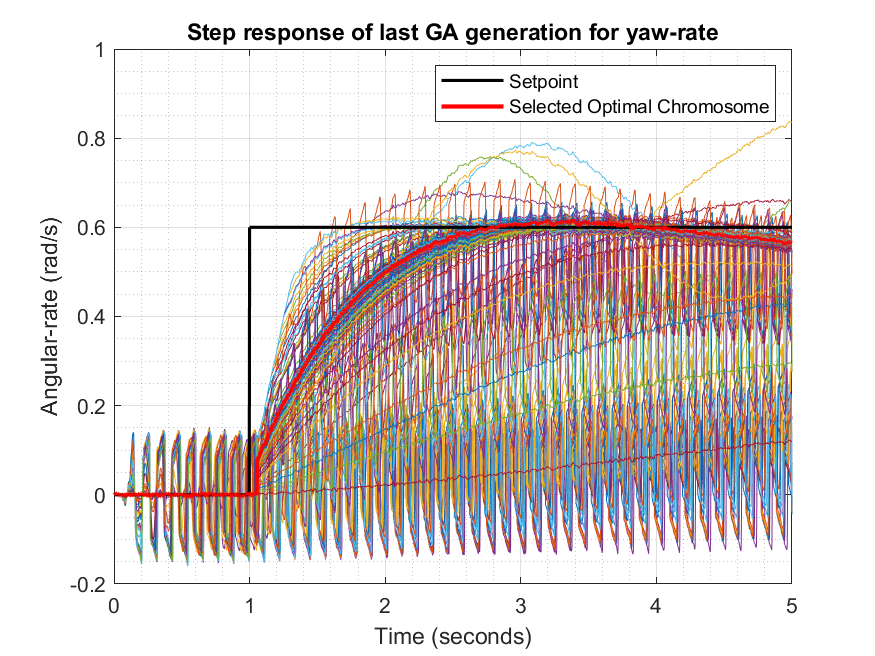 Step response of last GA generation for yaw-rate
Setpoint
Selected Optimal Chromosome
1
0.8
0.6
0.4
0.2
0
-0.2
Angular-rate (rad/s)
0 1 2 3 4 5
Time (seconds)